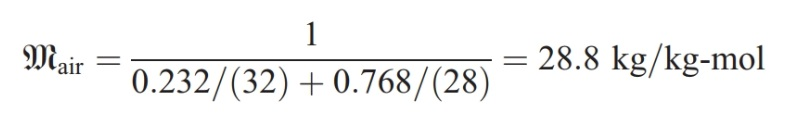 𝔐air = 1 / (0.232/(32) + 0.768/(28)) = 28.8 kg/kg-mol